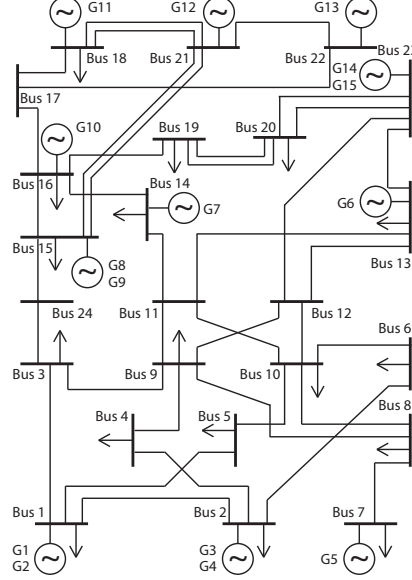 G11
G12
G13
Bus 18
Bus 21
Bus 22
Bus 2
G14
G15
Bus 17
G10
Bus 19
Bus 20
Bus 16
Bus 14
G7
G6
Bus 15
G8
G9
Bus 13
Bus 24
Bus 11
Bus 12
Bus 6
Bus 3
Bus 9
Bus 10
Bus 4
Bus 5
Bus 8
Bus 1
Bus 2
Bus 7
G1
G2
G3
G4
G5